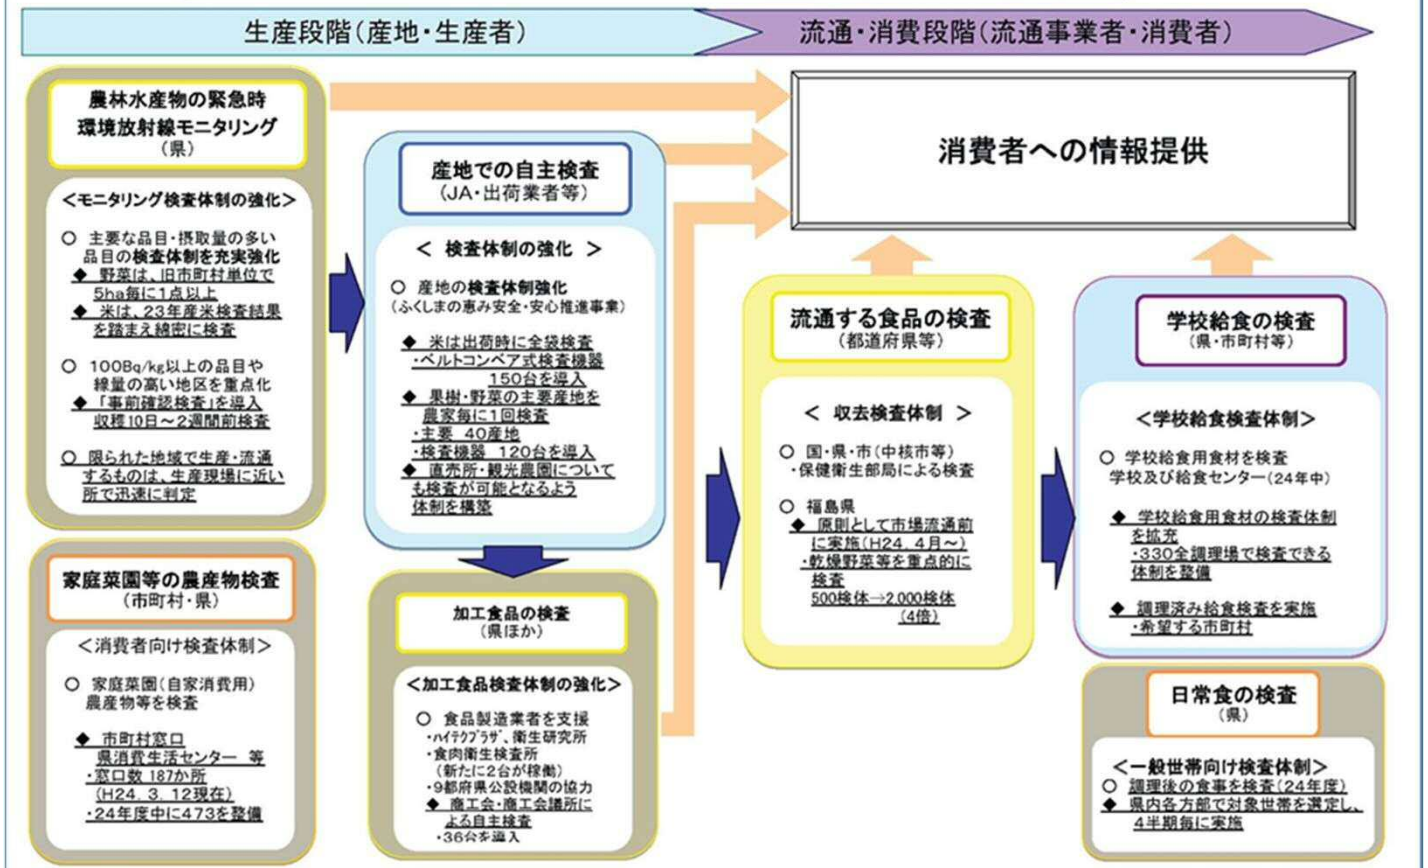 生産段階(産地・生産者)
流通・消費段階(流通事業者・消費者)
農林水産物の緊急時
環境放射線モニタリング
(県)
<モニタリング検査体制の強化>
○ 主要な品目・摂取量の多い
品目の検査体制を充実強化
◆ 野菜は、旧市町村単位で
5ha毎に1点以上
◆ 米は、23年産米検査結果
を踏まえ綿密に検査
○ 100Bq/kg以上の品目や
線量の高い地区を重点化
◆ 「事前確認検査」を導入
収穫10日～2週間前検査
○ 限られた地域で生産・流通
するものは、生産現場に近い
所で迅速に判定
家庭菜園等の農産物検査
(市町村・県)
<消費者向け検査体制>
○ 家庭菜園(自家消費用)
農産物等を検査
◆ 市町村窓口
県消費生活センター 等
・窓口数 187か所
(H24. 3. 12現在)
・24年度中に473を整備
産地での自主検査
(JA・出荷業者等)
< 検査体制の強化 >
○ 産地の検査体制強化
(ふくしまの恵み安全・安心推進事業)
◆ 米は出荷時に全袋検査
・ベルトコンベア式検査機器
150台を導入
◆ 果樹・野菜の主要産地を
農家毎に1回検査
・主要 40産地
・検査機器 120台を導入
◆ 直売所・観光農園について
も検査が可能となるよう
体制を構築
加工食品の検査
(県ほか)
<加工食品検査体制の強化>
○ 食品製造業者を支援
・ﾊｲﾃｸﾌﾟﾗｻﾞ、衛生研究所
・食肉衛生検査所
(新たに2台が稼働)
・9都府県公設機関の協力
◆ 商工会・商工会議所に
よる自主検査
・36台を導入
消費者への情報提供
流通する食品の検査
(都道府県等)
< 収去検査体制 >
○ 国・県・市(中核市等)
・保健衛生部局による検査
○ 福島県
◆ 原則として市場流通前
に実施(H24. 4月～)
・乾燥野菜等を重点的に
検査
500検体→2,000検体
(4倍)
学校給食の検査
(県・市町村等)
<学校給食検査体制>
○ 学校給食用食材を検査
学校及び給食センター(24年中)
◆ 学校給食用食材の検査体制
を拡充
・330全調理場で検査できる
体制を整備
◆ 調理済み給食検査を実施
・希望する市町村
日常食の検査
(県)
<一般世帯向け検査体制>
○ 調理後の食事を検査(24年度)
◆ 県内各方部で対象世帯を選定し、
4半期毎に実施